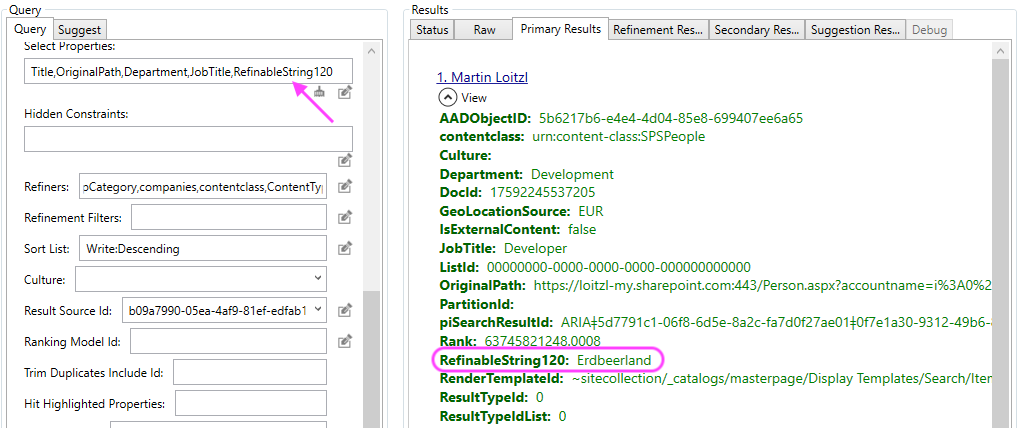 Query
Query Suggest
Select Properties:
Title,OriginalPath,Department,JobTitle,RefinableString120
Hidden Constraints:
Refiners: pCategory,companies,contentclass,ContentTyp
Refinement Filters:
Sort List: Write:Descending
Culture:
Result Source Id: b09a7990-05ea-4af9-81ef-edfab1
Ranking Model Id:
Trim Duplicates Include Id:
Hit Highlighted Properties:
Results
Status Raw Primary Results Refinement Res... Secondary Res... Suggestion Res... Debug
1. Martin Loitzl
View
AADObjectID: 5b6217b6-e4e4-4d04-85e8-699407ee6a65
contentclass: urn:content-class:SPSPeople
Culture:
Department: Development
DocId: 17592245537205
GeoLocationSource: EUR
IsExternalContent: false
JobTitle: Developer
ListId: 00000000-0000-0000-0000-000000000000
OriginalPath: https://loitzl-my.sharepoint.com:443/Person.aspx?accountname=i%3A0%2
PartitionId:
piSearchResultId: ARIA‡5d7791c1-06f8-6d5e-8a2c-fa7d0f27ae01‡0f7e1a30-9312-49b6-
Rank: 63745821248.0008
RefinableString120: Erdbeerland
RenderTemplateId: ~sitecollection/_catalogs/masterpage/Display Templates/Search/Item
ResultTypeId: 0
ResultTypeIdList: 0